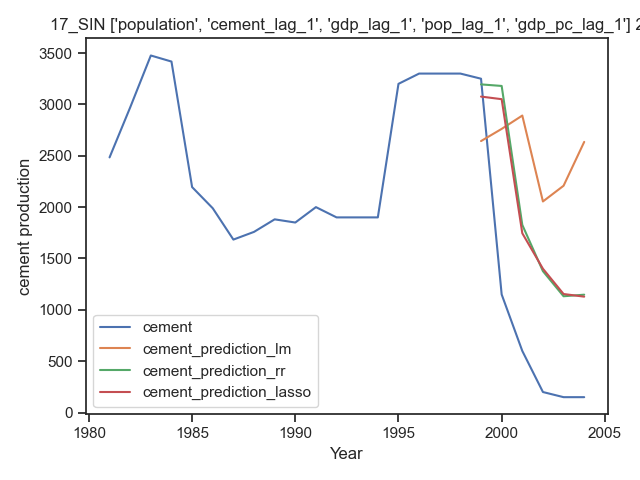 17_SIN ['population', 'cement_lag_1', 'gdp_lag_1', 'pop_lag_1', 'gdp_pc_lag_1'] 2
3500
3000
2500
2000
1500
1000
500
0
cement production
cement
cement_prediction_lm
cement_prediction_rr
cement_prediction_lasso
1980 1985 1990 1995 2000 2005
Year